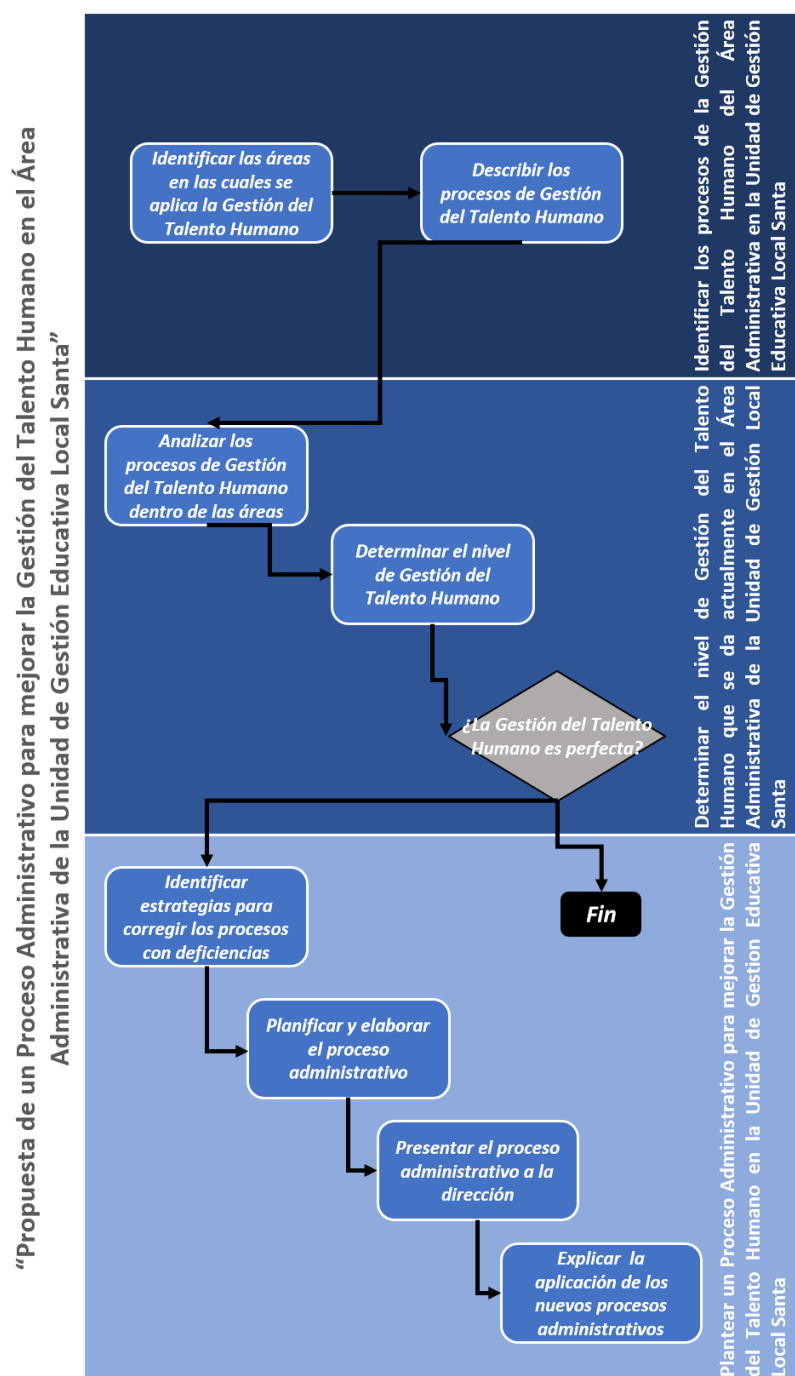 “Propuesta de un Proceso Administrativo para mejorar la Gestión del Talento Humano en el Área
Administrativa de la Unidad de Gestión Educativa Local Santa”
Identificar las áreas
en las cuales se
aplica la Gestión del
Talento Humano
Describir los
procesos de Gestión
del Talento Humano
Identificar los procesos de la Gestión
del Talento Humano del Área
Administrativa en la Unidad de Gestión
Educativa Local Santa
Analizar los
procesos de Gestión
del Talento Humano
dentro de las áreas
Determinar el nivel
de Gestión del
Talento Humano
¿La Gestión del Talento
Humano es perfecta?
Determinar el nivel de Gestión del Talento
Humano que se da actualmente en el Área
Administrativa de la Unidad de Gestión Local
Santa
Identificar
estrategias para
corregir los procesos
con deficiencias
Fin
Planificar y elaborar
el proceso
administrativo
Presentar el proceso
administrativo a la
dirección
Explicar la
aplicación de los
nuevos procesos
administrativos
Plantear un Proceso Administrativo para mejorar la Gestión
del Talento Humano en la Unidad de Gestion Educativa
Local Santa